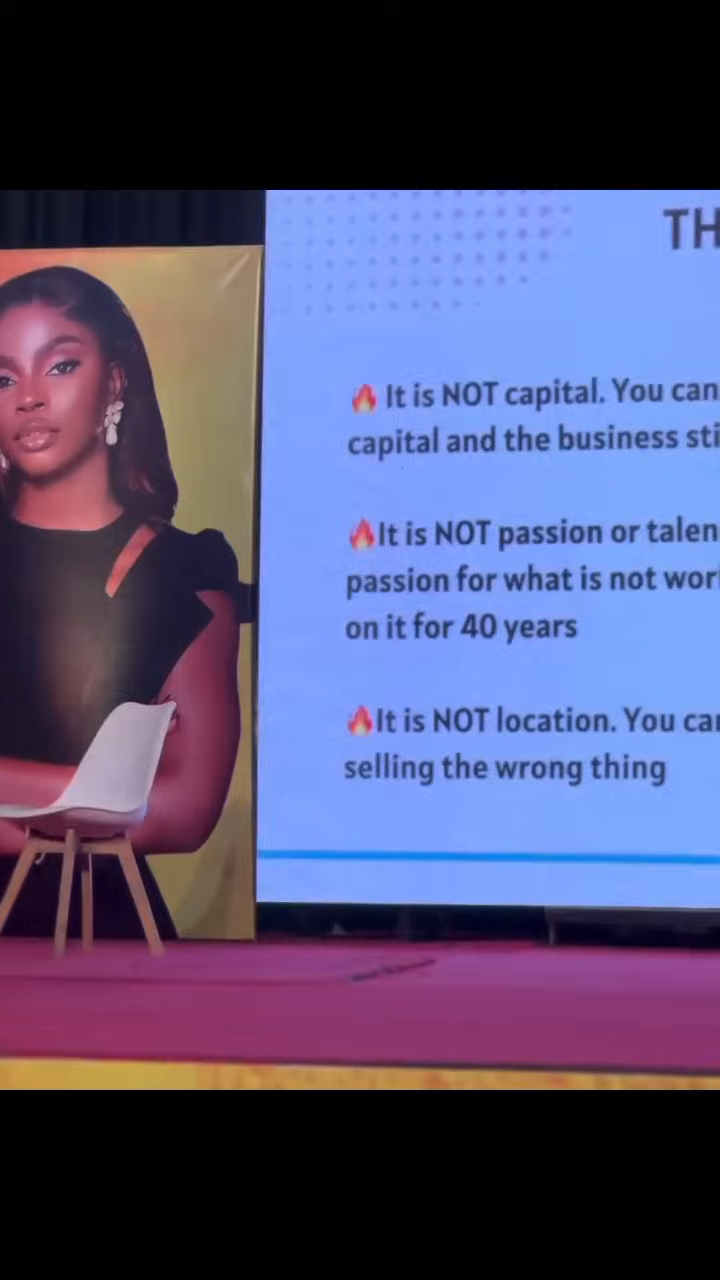 TH
🔥 It is NOT capital. You can
capital and the business sti
🔥It is NOT passion or talen
passion for what is not wor
on it for 40 years
🔥It is NOT location. You ca
selling the wrong thing